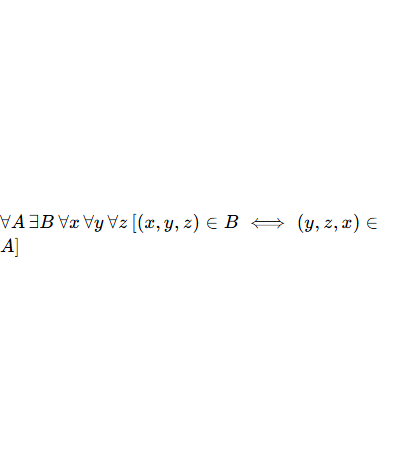 ∀A ∃B ∀x ∀y ∀z [(x, y, z) ∈ B ⟺ (y, z, x) ∈
A]